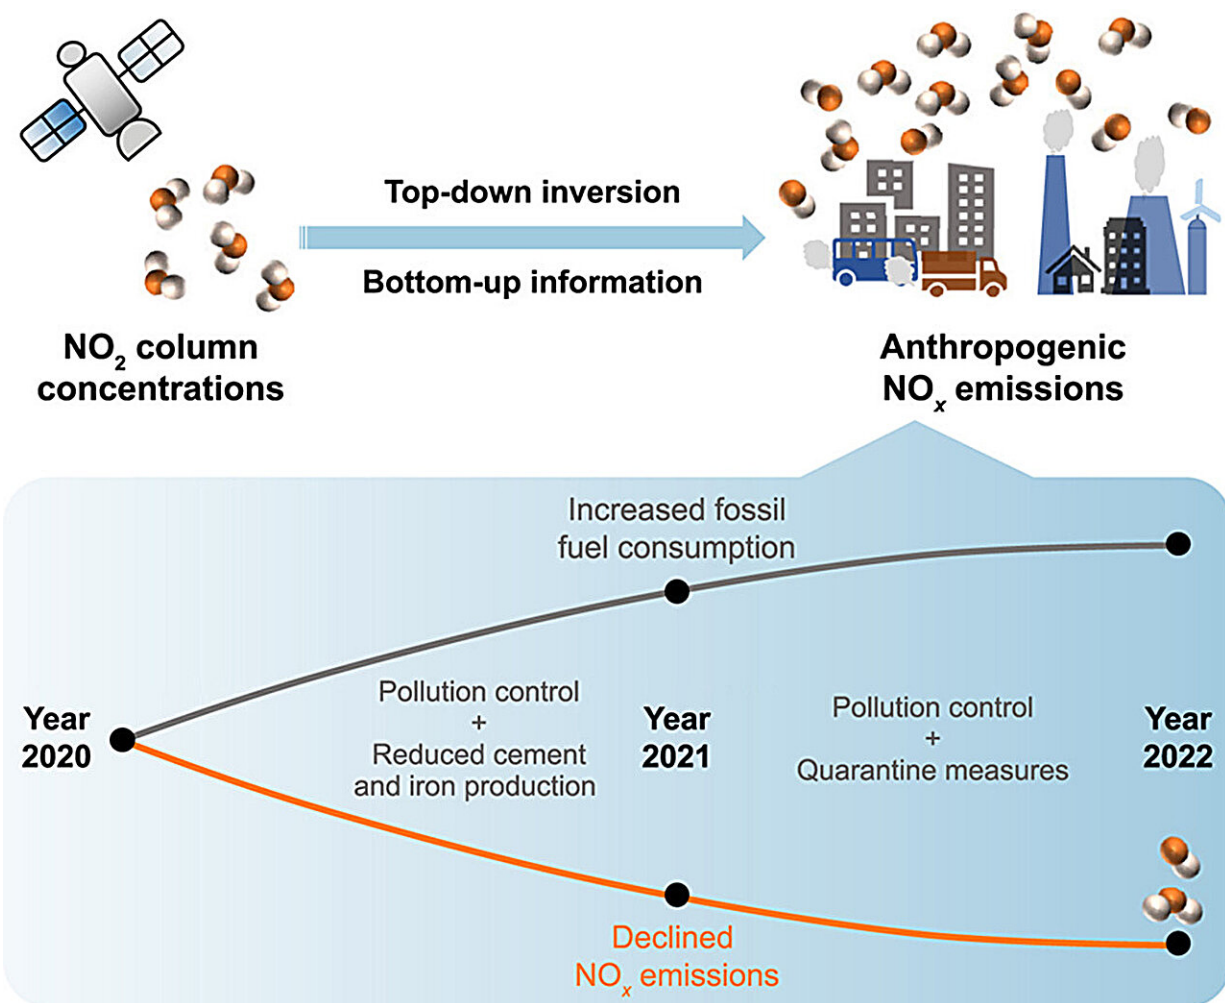 Top-down inversion
Bottom-up information
NO₂ column
concentrations
Anthropogenic
NOₓ emissions
Increased fossil
fuel consumption
Pollution control
+
Reduced cement
and iron production
Pollution control
+
Quarantine measures
Year
2020
Year
2021
Year
2022
Declined
NOₓ emissions